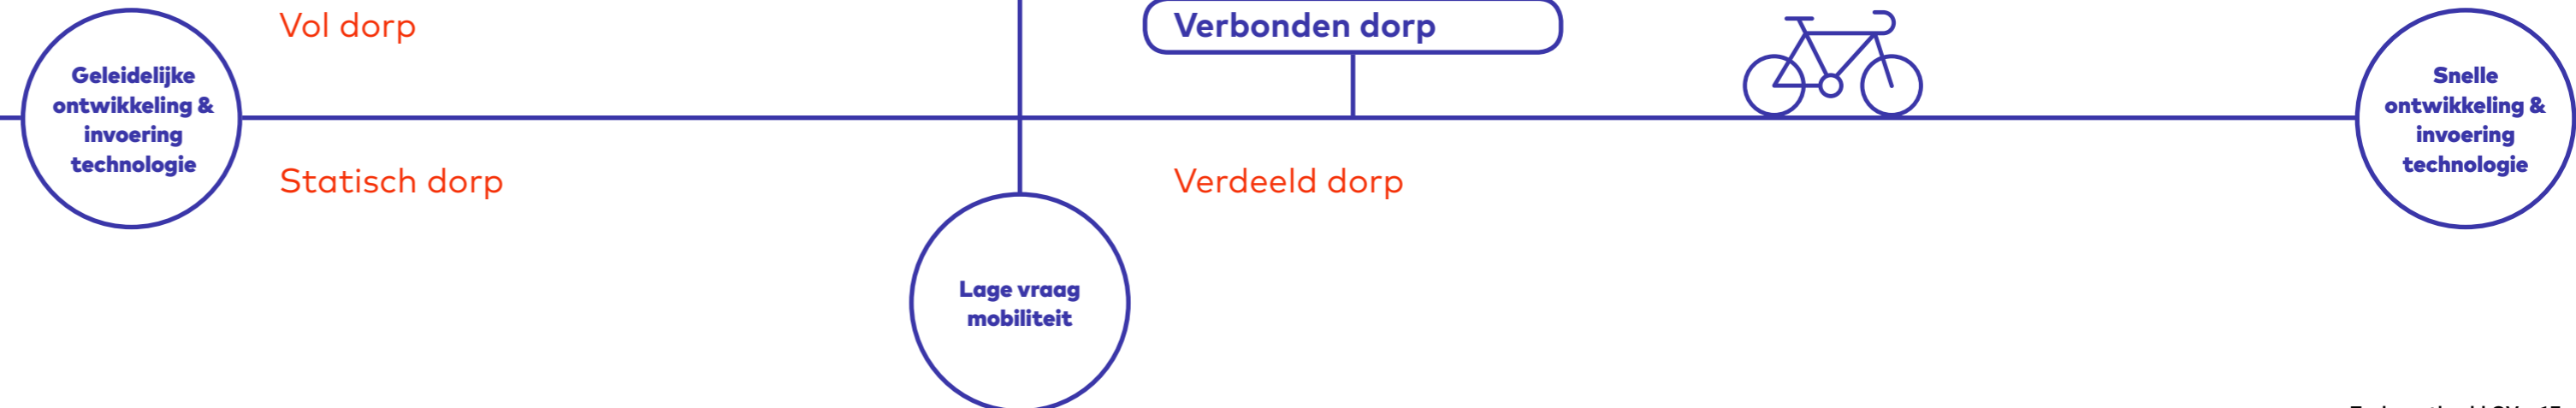 Vol dorp
Verbonden dorp
Geleidelijke
ontwikkeling &
invoering
technologie
Snelle
ontwikkeling &
invoering
technologie
Statisch dorp
Verdeeld dorp
Lage vraag
mobiliteit